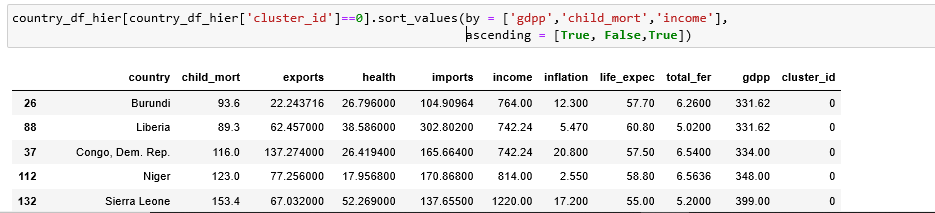 country_df_hier[country_df_hier['cluster_id']==0].sort_values(by = ['gdpp','child_mort','income'],
ascending = [True, False,True])
country child_mort exports health imports income inflation life_expec total_fer gdpp cluster_id
26 Burundi 93.6 22.243716 26.796000 104.90964 764.00 12.300 57.70 6.2600 331.62 0
88 Liberia 89.3 62.457000 38.586000 302.80200 742.24 5.470 60.80 5.0200 331.62 0
37 Congo, Dem. Rep. 116.0 137.274000 26.419400 165.66400 742.24 20.800 57.50 6.5400 334.00 0
112 Niger 123.0 77.256000 17.956800 170.86800 814.00 2.550 58.80 6.5636 348.00 0
132 Sierra Leone 153.4 67.032000 52.269000 137.65500 1220.00 17.200 55.00 5.2000 399.00 0